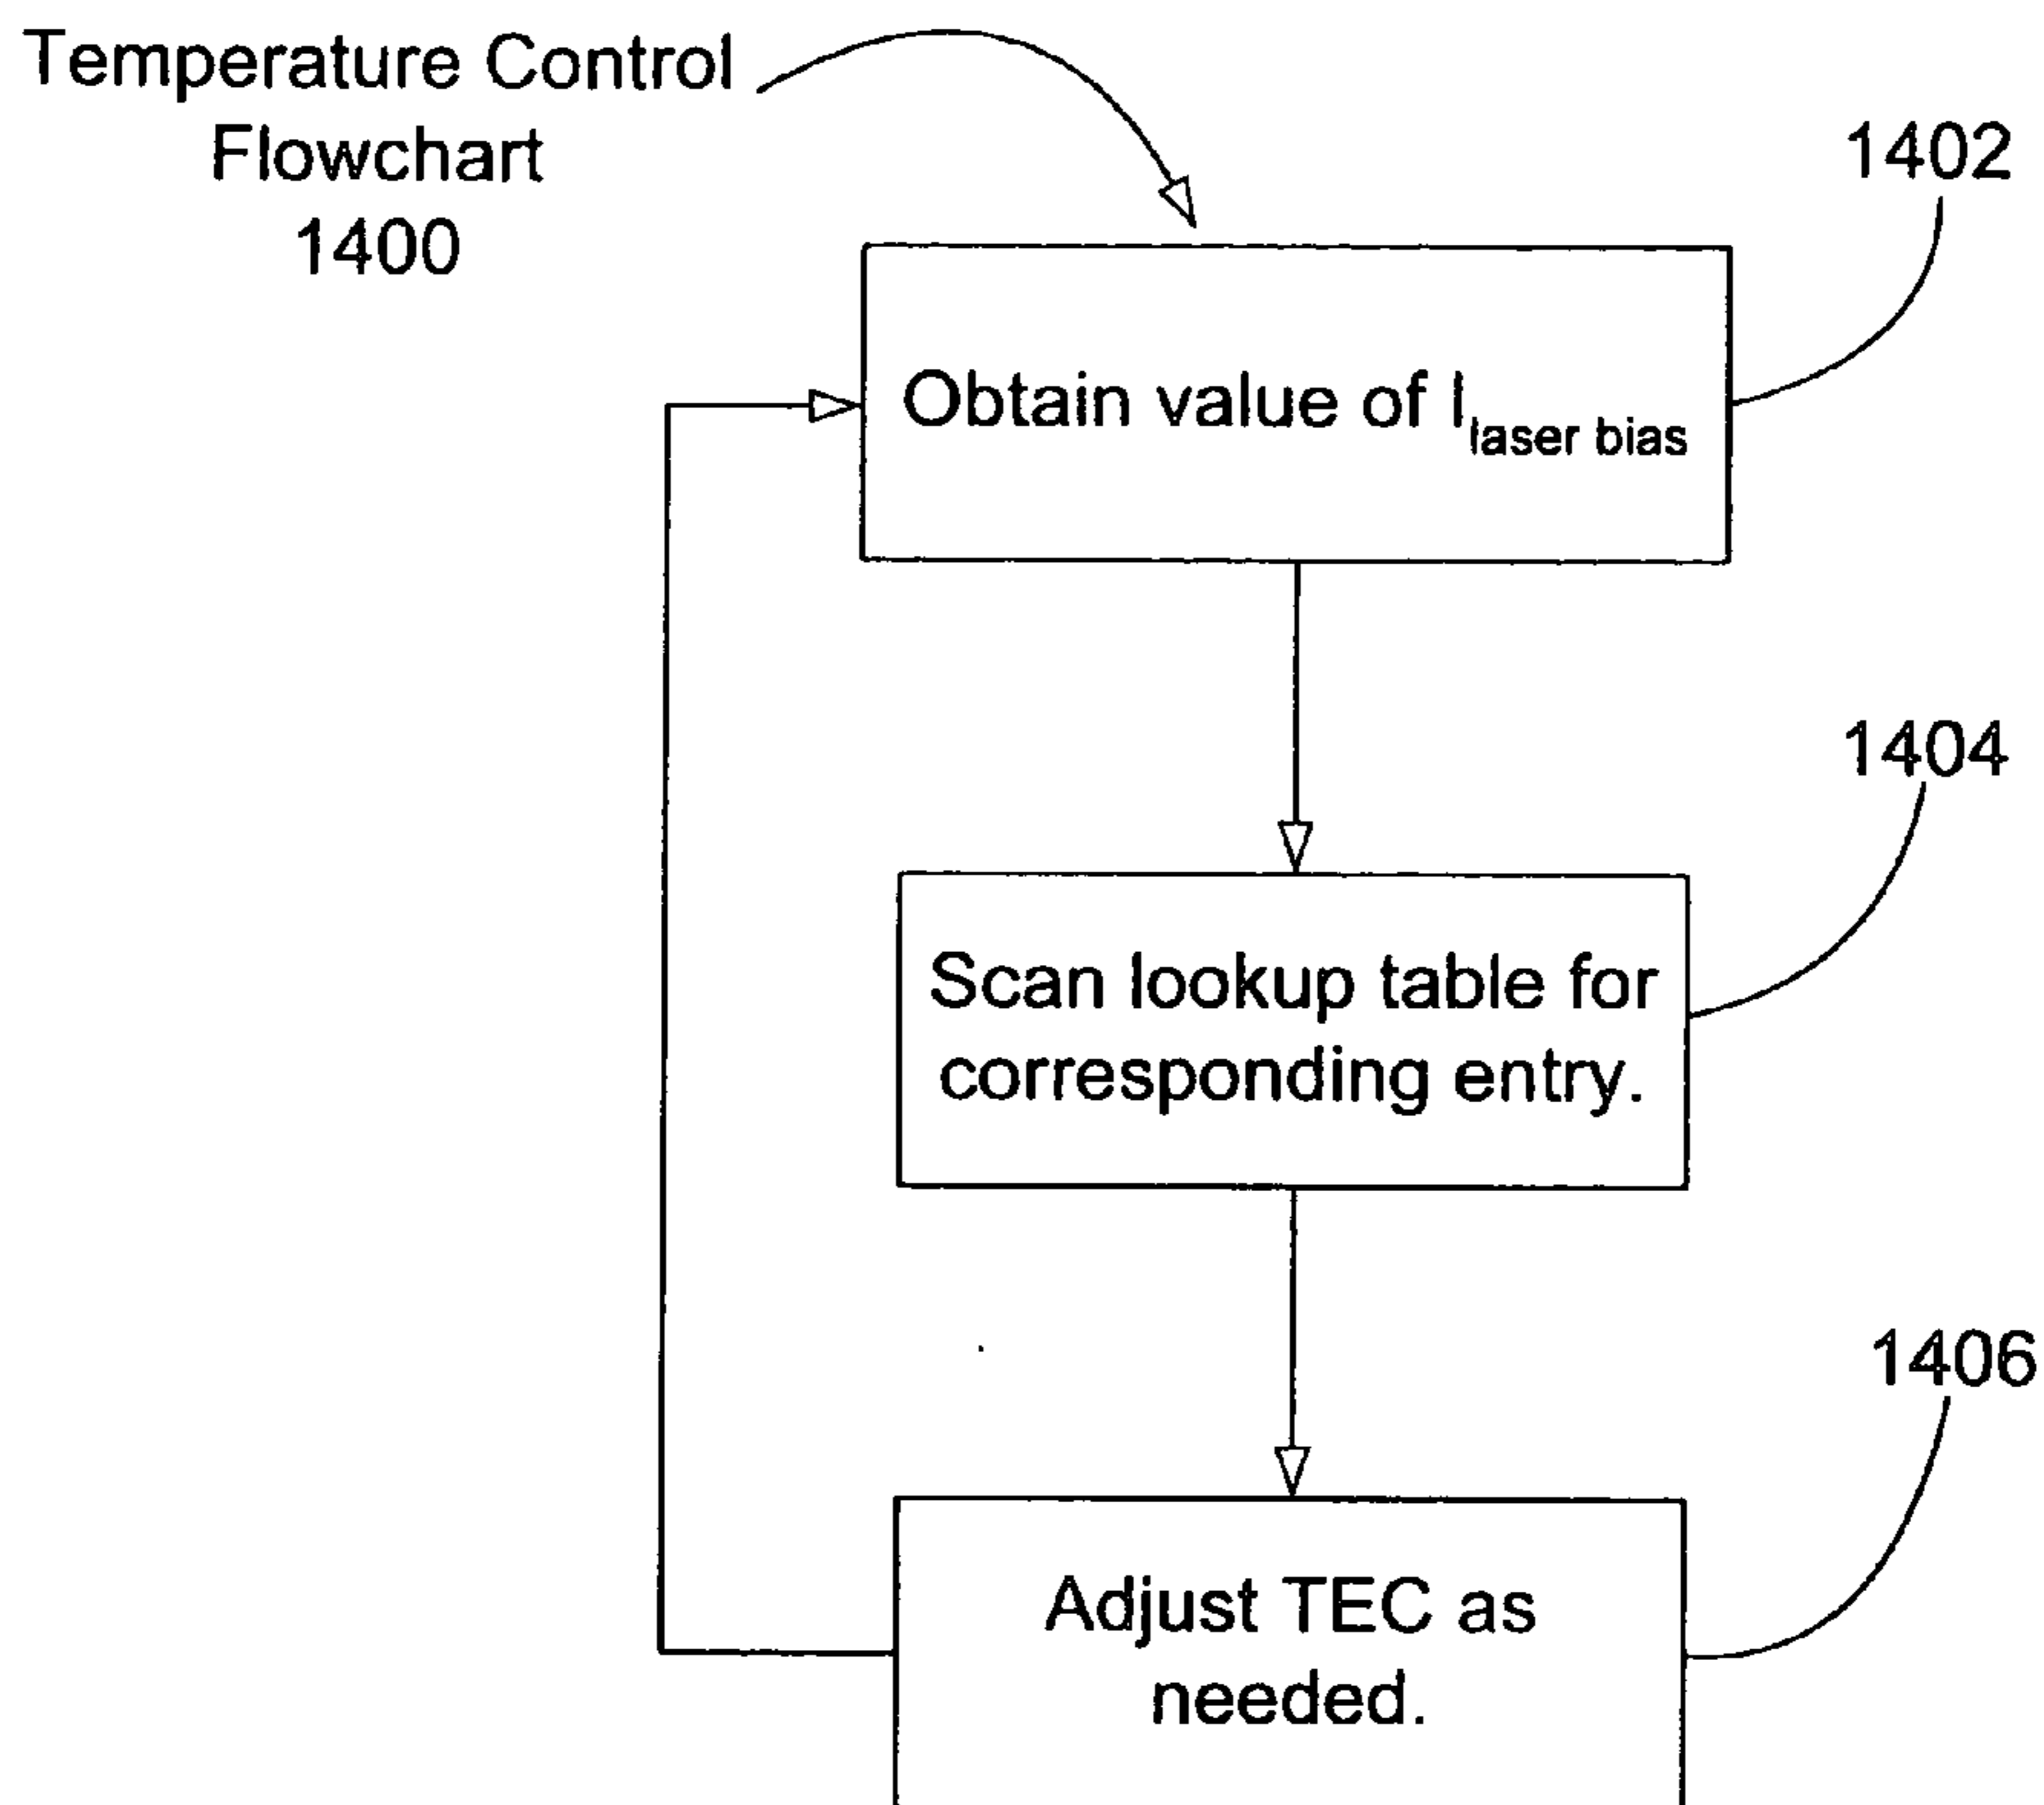 Temperature Control
Flowchart
1400
1402
Obtain value of I laser bias
1404
Scan lookup table for
corresponding entry.
1406
Adjust TEC as
needed.